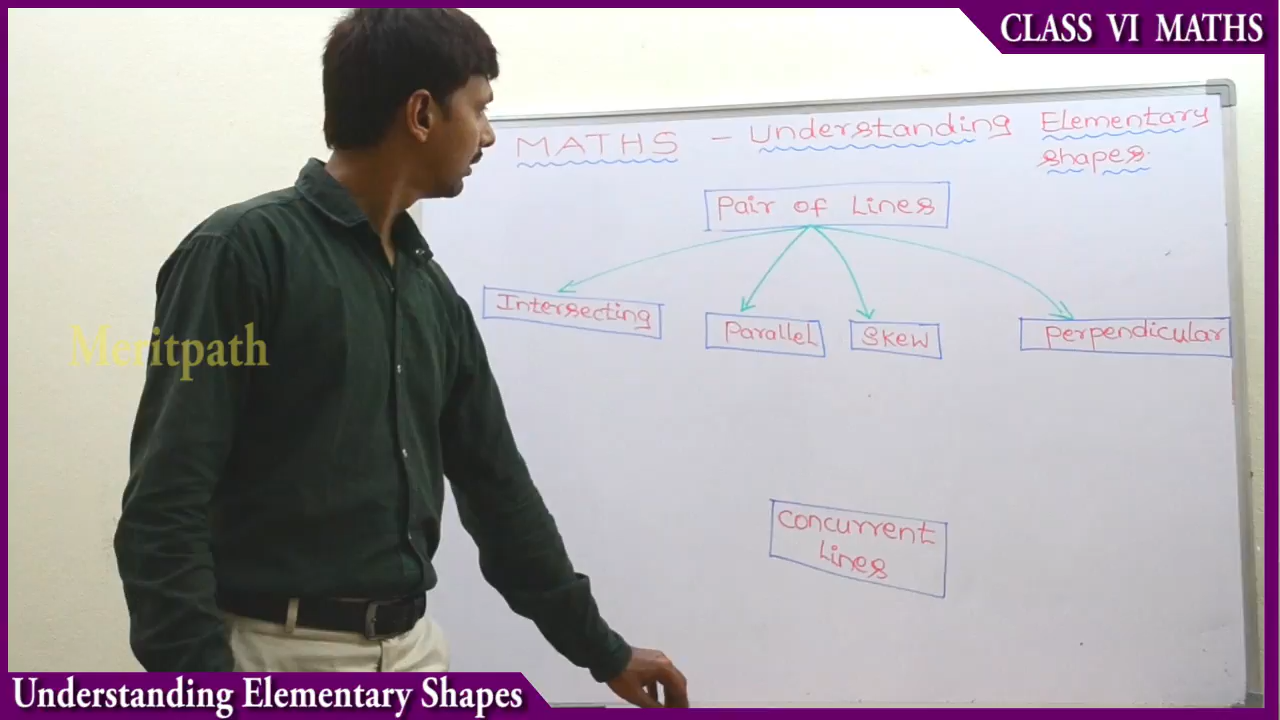 CLASS VI MATHS
MATHS - Understanding Elementary
shapes.
Pair of Lines
Intersecting
Parallel
Skew
Perpendicular
Meritpath
Concurrent
Lines
Understanding Elementary Shapes